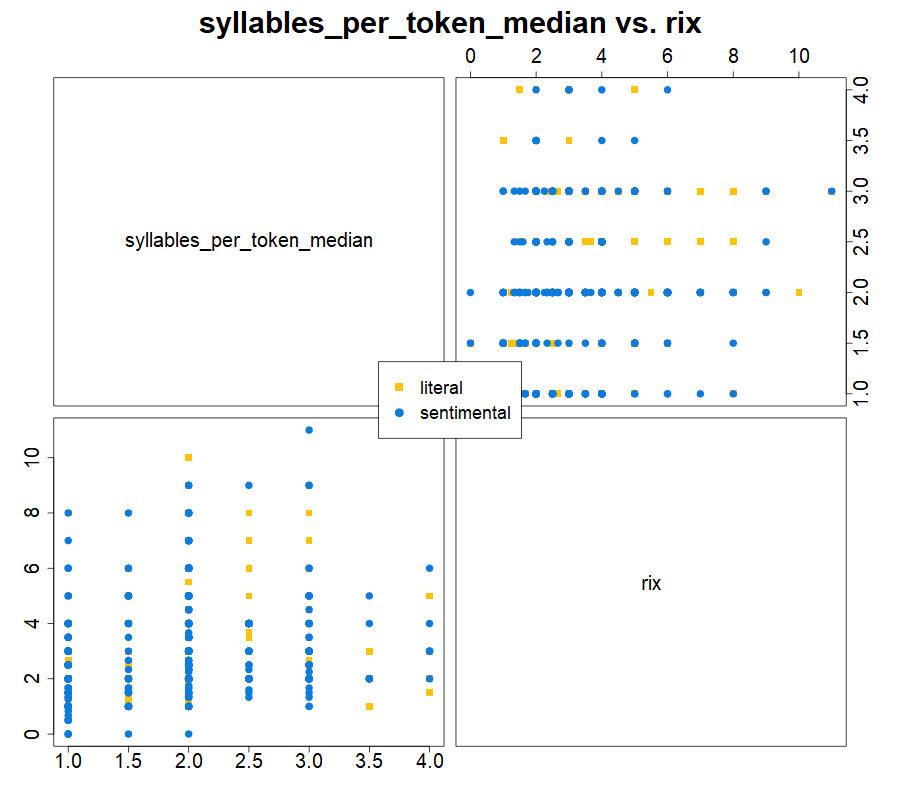 syllables_per_token_median vs. rix
0 2 4 6 8 10
syllables_per_token_median
4.0
3.5
3.0
2.5
2.0
1.5
1.0
literal
sentimental
10
8
6
4
2
0
rix
1.0 1.5 2.0 2.5 3.0 3.5 4.0